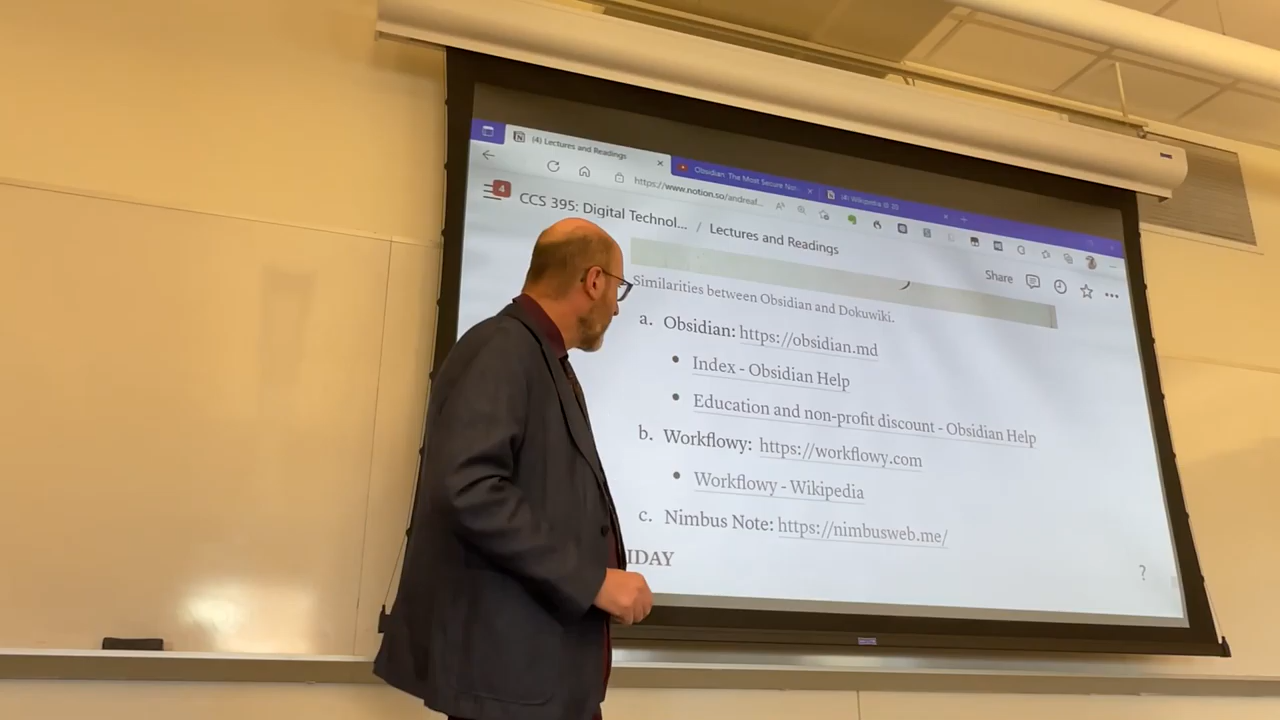 (4) Lectures and Readings
Obsidian: The Most Secure Not...
(4) Wikipedia
https://www.notion.so/andreaf...
4
CCS 395: Digital Technol... / Lectures and Readings
Share
Similarities between Obsidian and Dokuwiki.
a. Obsidian: https://obsidian.md
• Index - Obsidian Help
• Education and non-profit discount - Obsidian Help
b. Workflowy: https://workflowy.com
• Workflowy - Wikipedia
c. Nimbus Note: https://nimbusweb.me/
IDAY
?